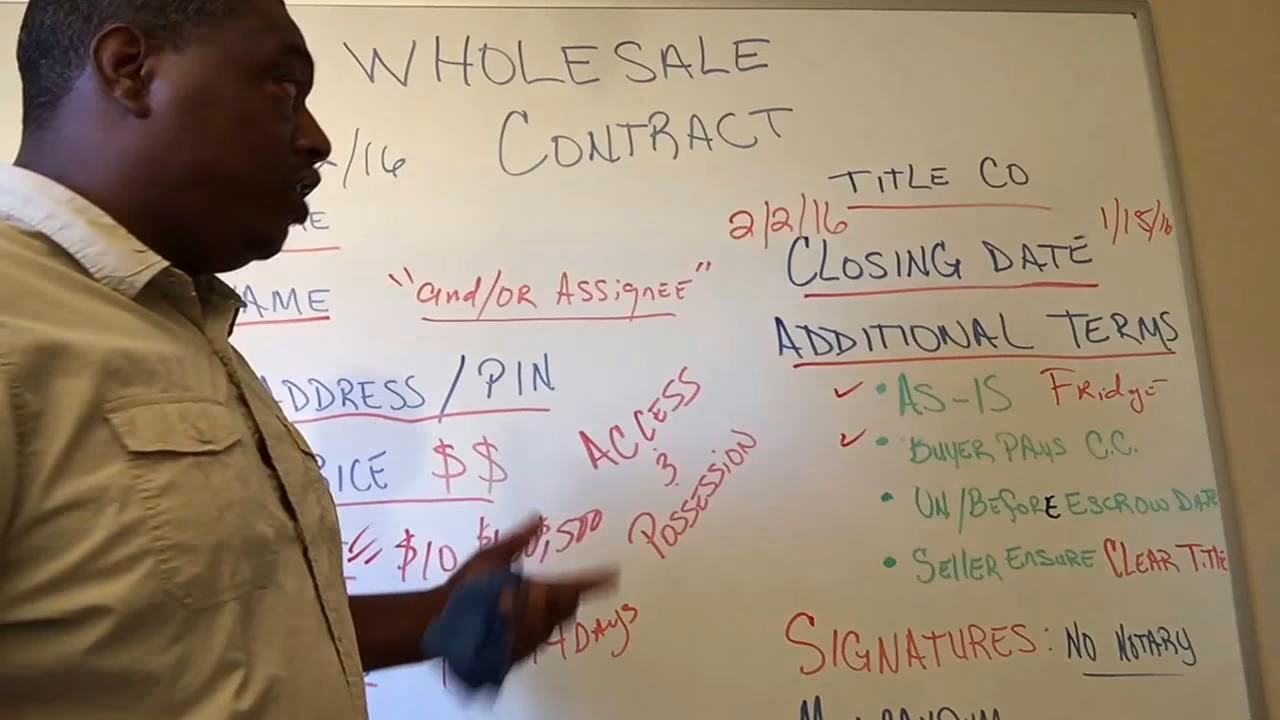 WHOLESALE
CONTRACT
/16
AME "and/OR ASSIGNEE"
ADDRESS / PIN
RICE $$
$10
ACCESS
&
POSSESSION
DAYS
TITLE CO
2/2/16 1/15/16
CLOSING DATE
ADDITIONAL TERMS
AS-IS FRIDGE
BUYER PAYS C.C.
ON/BEFORE ESCROW DATE
SELLER ENSURE CLEAR TITLE
SIGNATURES: NO NOTARY